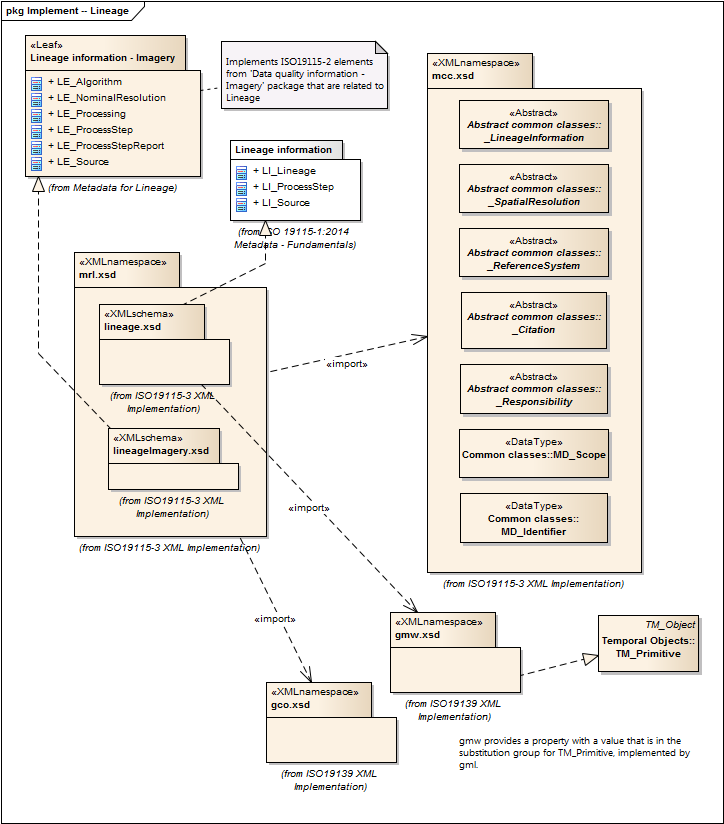 pkg Implement -- Lineage
«Leaf»
Lineage information - Imagery
+ LE_Algorithm
+ LE_NominalResolution
+ LE_Processing
+ LE_ProcessStep
+ LE_ProcessStepReport
+ LE_Source
(from Metadata for Lineage)
Implements ISO19115-2 elements
from 'Data quality information -
Imagery' package that are related to
Lineage
Lineage information
+ LI_Lineage
+ LI_ProcessStep
+ LI_Source
(from ISO 19115-1:2014
Metadata - Fundamentals)
«XMLnamespace»
mcc.xsd
«Abstract»
Abstract common classes::
_LineageInformation
«Abstract»
Abstract common classes::
_SpatialResolution
«Abstract»
Abstract common classes::
_ReferenceSystem
«Abstract»
Abstract common classes::
_Citation
«Abstract»
Abstract common classes::
_Responsibility
«DataType»
Common classes::MD_Scope
«DataType»
Common classes::
MD_Identifier
(from ISO19115-3 XML Implementation)
«XMLnamespace»
mrl.xsd
«XMLschema»
lineage.xsd
(from ISO19115-3 XML
Implementation)
«XMLschema»
lineageImagery.xsd
(from ISO19115-3 XML
Implementation)
(from ISO19115-3 XML Implementation)
«import»
«import»
«import»
«XMLnamespace»
gmw.xsd
(from ISO19139 XML
Implementation)
TM_Object
Temporal Objects::
TM_Primitive
«XMLnamespace»
gco.xsd
(from ISO19139 XML
Implementation)
gmw provides a property with a value that is in the
substitution group for TM_Primitive, implemented by
gml.